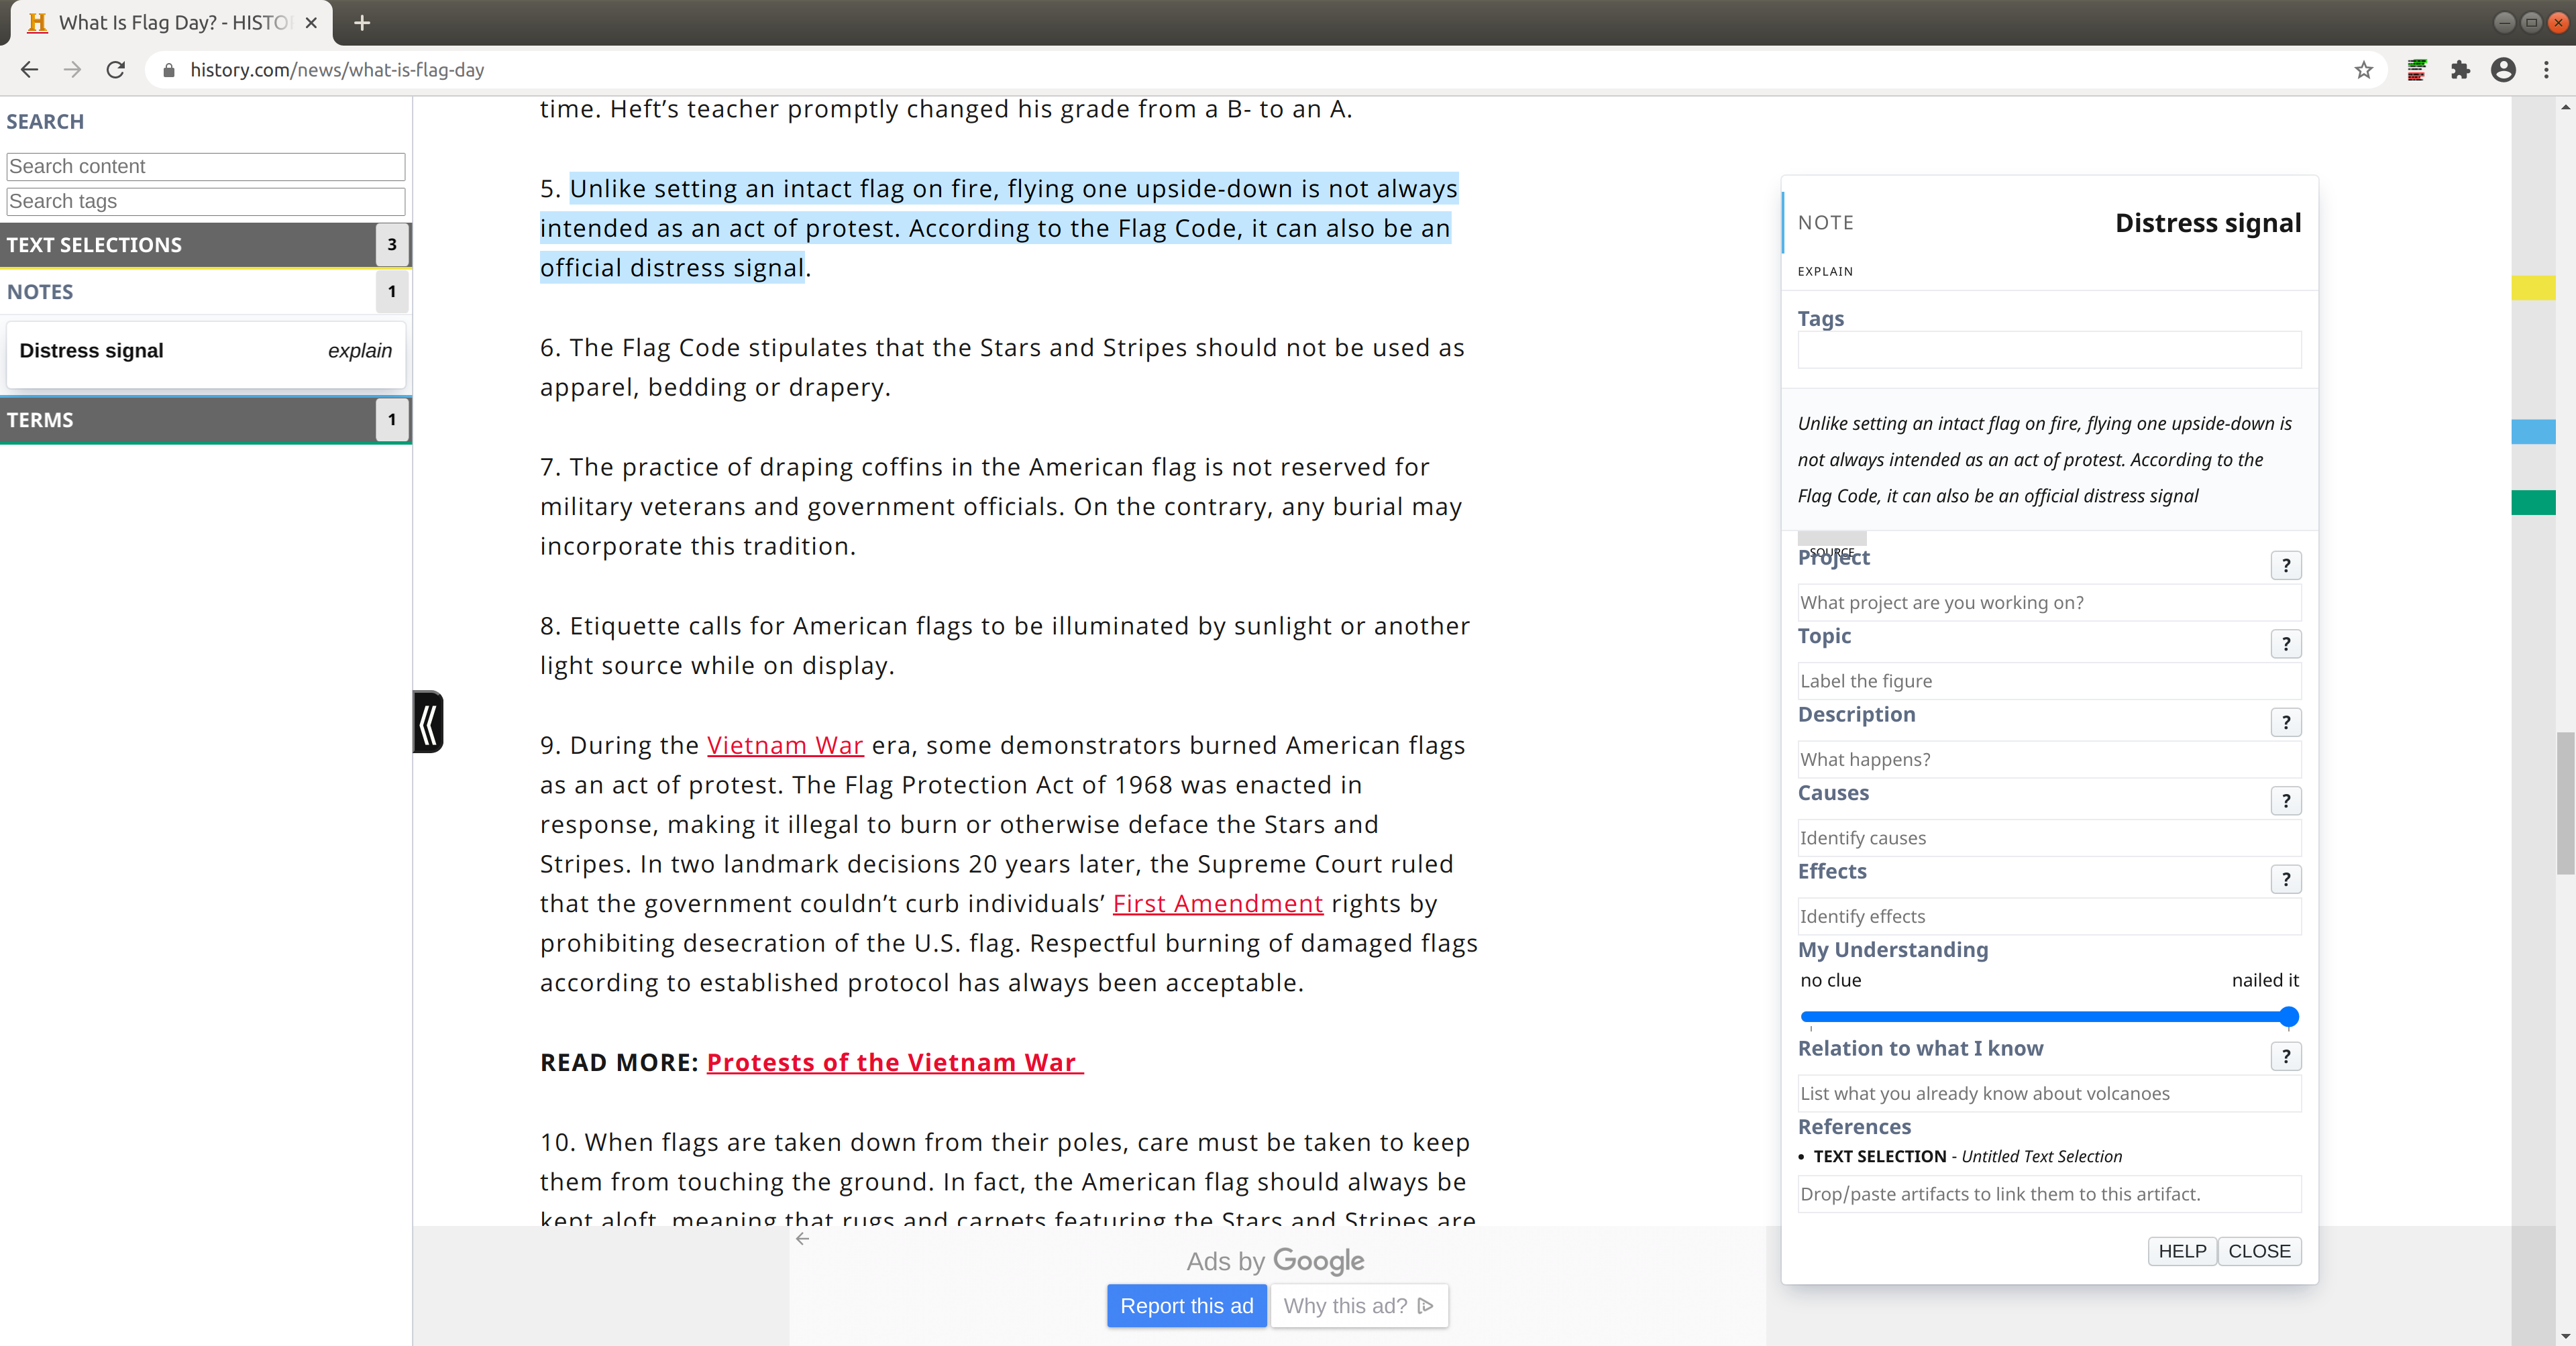 What Is Flag Day? - HISTO
history.com/news/what-is-flag-day
SEARCH
Search content
Search tags
TEXT SELECTIONS 3
NOTES 1
Distress signal explain
TERMS 1
time. Heft’s teacher promptly changed his grade from a B- to an A.
5. Unlike setting an intact flag on fire, flying one upside-down is not always
intended as an act of protest. According to the Flag Code, it can also be an
official distress signal.
6. The Flag Code stipulates that the Stars and Stripes should not be used as
apparel, bedding or drapery.
7. The practice of draping coffins in the American flag is not reserved for
military veterans and government officials. On the contrary, any burial may
incorporate this tradition.
8. Etiquette calls for American flags to be illuminated by sunlight or another
light source while on display.
9. During the Vietnam War era, some demonstrators burned American flags
as an act of protest. The Flag Protection Act of 1968 was enacted in
response, making it illegal to burn or otherwise deface the Stars and
Stripes. In two landmark decisions 20 years later, the Supreme Court ruled
that the government couldn’t curb individuals’ First Amendment rights by
prohibiting desecration of the U.S. flag. Respectful burning of damaged flags
according to established protocol has always been acceptable.
READ MORE: Protests of the Vietnam War
10. When flags are taken down from their poles, care must be taken to keep
them from touching the ground. In fact, the American flag should always be
kept aloft, meaning that rugs and carpets featuring the Stars and Stripes are
Ads by Google
Report this ad
Why this ad?
NOTE Distress signal
EXPLAIN
Tags
Unlike setting an intact flag on fire, flying one upside-down is
not always intended as an act of protest. According to the
Flag Code, it can also be an official distress signal
SOURCE
Project ?
What project are you working on?
Topic ?
Label the figure
Description ?
What happens?
Causes ?
Identify causes
Effects ?
Identify effects
My Understanding
no clue nailed it
Relation to what I know ?
List what you already know about volcanoes
References
• TEXT SELECTION - Untitled Text Selection
Drop/paste artifacts to link them to this artifact.
HELP CLOSE